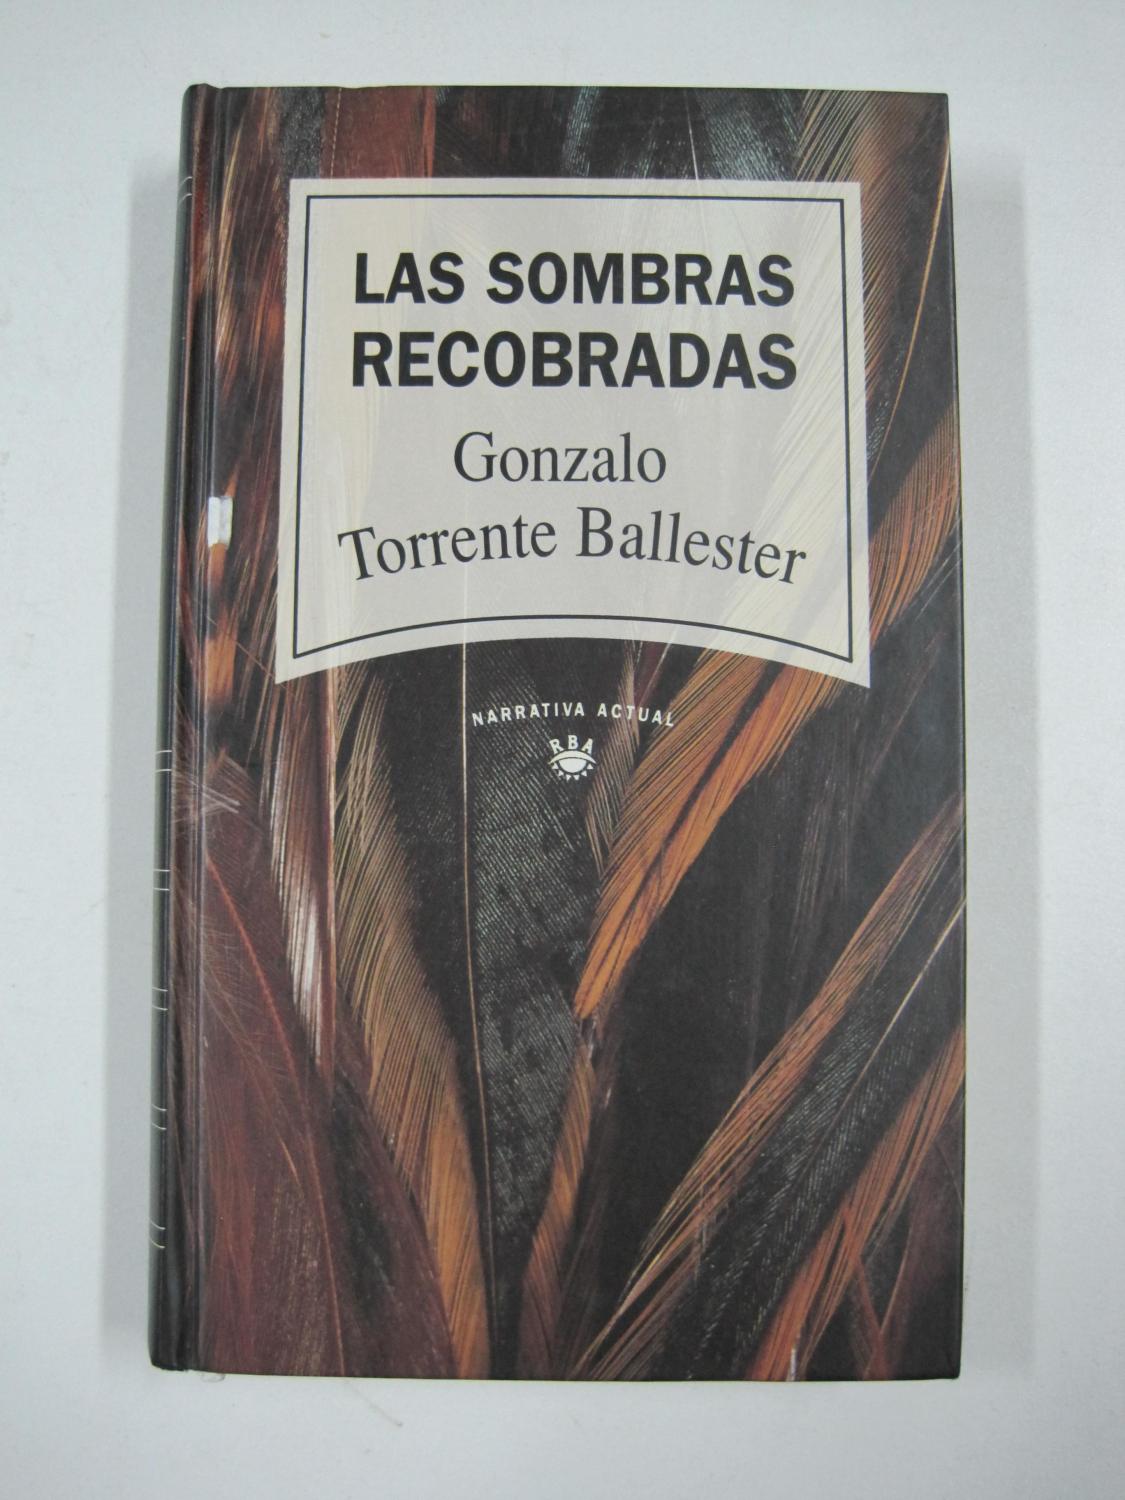 LAS SOMBRAS
RECOBRADAS
Gonzalo
Torrente Ballester
NARRATIVA ACTUAL
RBA